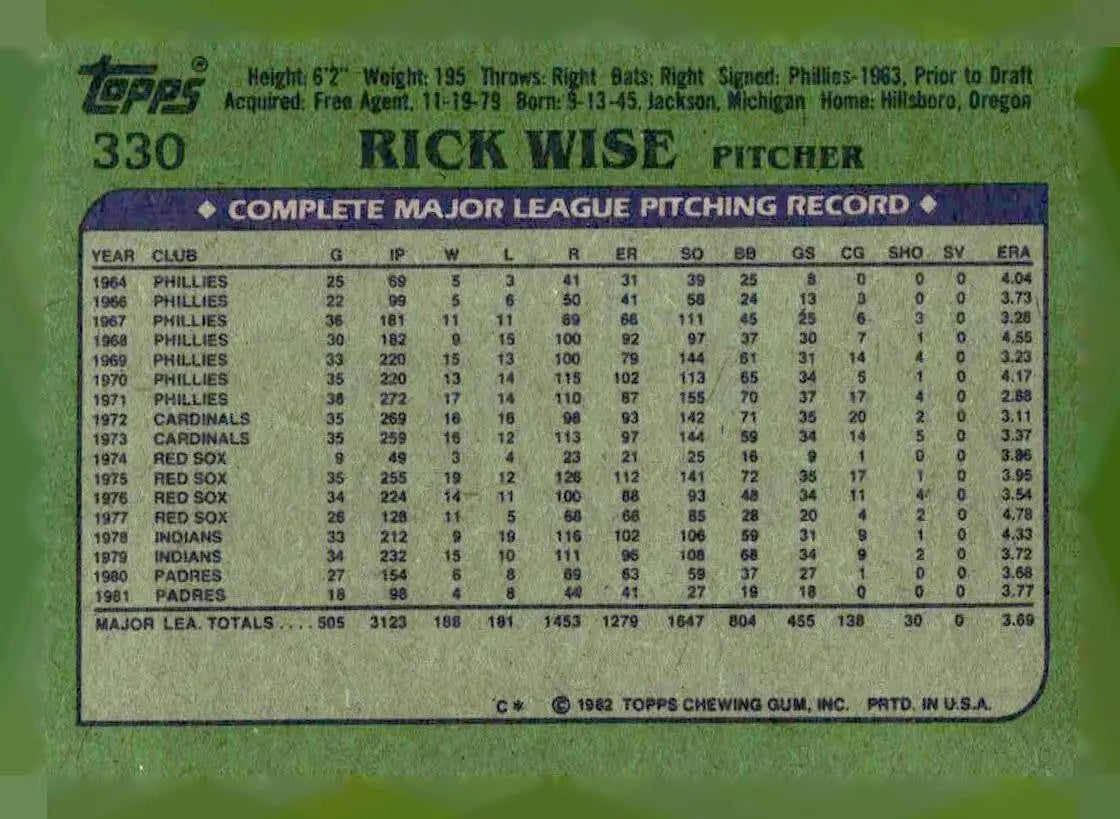 Topps® Height: 6'2" Weight: 195 Throws: Right Bats: Right Signed: Phillies-1963, Prior to Draft
Acquired: Free Agent, 11-19-79 Born: 9-13-45, Jackson, Michigan Home: Hillsboro, Oregon
330 RICK WISE PITCHER
◆ COMPLETE MAJOR LEAGUE PITCHING RECORD ◆
YEAR CLUB G IP W L R ER SO BB GS CG SHO SV ERA
1964 PHILLIES 25 69 5 3 41 31 39 25 8 0 0 0 4.04
1966 PHILLIES 22 99 5 6 50 41 58 24 13 3 0 0 3.73
1967 PHILLIES 36 181 11 11 69 66 111 45 25 6 3 0 3.28
1968 PHILLIES 30 182 9 15 100 92 97 37 30 7 1 0 4.55
1969 PHILLIES 33 220 15 13 100 79 144 61 31 14 4 0 3.23
1970 PHILLIES 35 220 13 14 115 102 113 65 34 5 1 0 4.17
1971 PHILLIES 38 272 17 14 110 87 155 70 37 17 4 0 2.88
1972 CARDINALS 35 269 16 16 98 93 142 71 35 20 2 0 3.11
1973 CARDINALS 35 259 16 12 113 97 144 59 34 14 5 0 3.37
1974 RED SOX 9 49 3 4 23 21 25 16 9 1 0 0 3.86
1975 RED SOX 35 255 19 12 126 112 141 72 35 17 1 0 3.95
1976 RED SOX 34 224 14 11 100 88 93 48 34 11 4 0 3.54
1977 RED SOX 26 128 11 5 68 68 85 28 20 4 2 0 4.78
1978 INDIANS 33 212 9 19 116 102 106 59 31 9 1 0 4.33
1979 INDIANS 34 232 15 10 111 96 108 68 34 9 2 0 3.72
1980 PADRES 27 154 6 8 69 63 59 37 27 1 0 0 3.68
1981 PADRES 18 98 4 8 44 41 27 19 18 0 0 0 3.77
MAJOR LEA. TOTALS....505 3123 188 181 1453 1279 1647 804 455 138 30 0 3.69
C* © 1982 TOPPS CHEWING GUM, INC. PRTD. IN U.S.A.